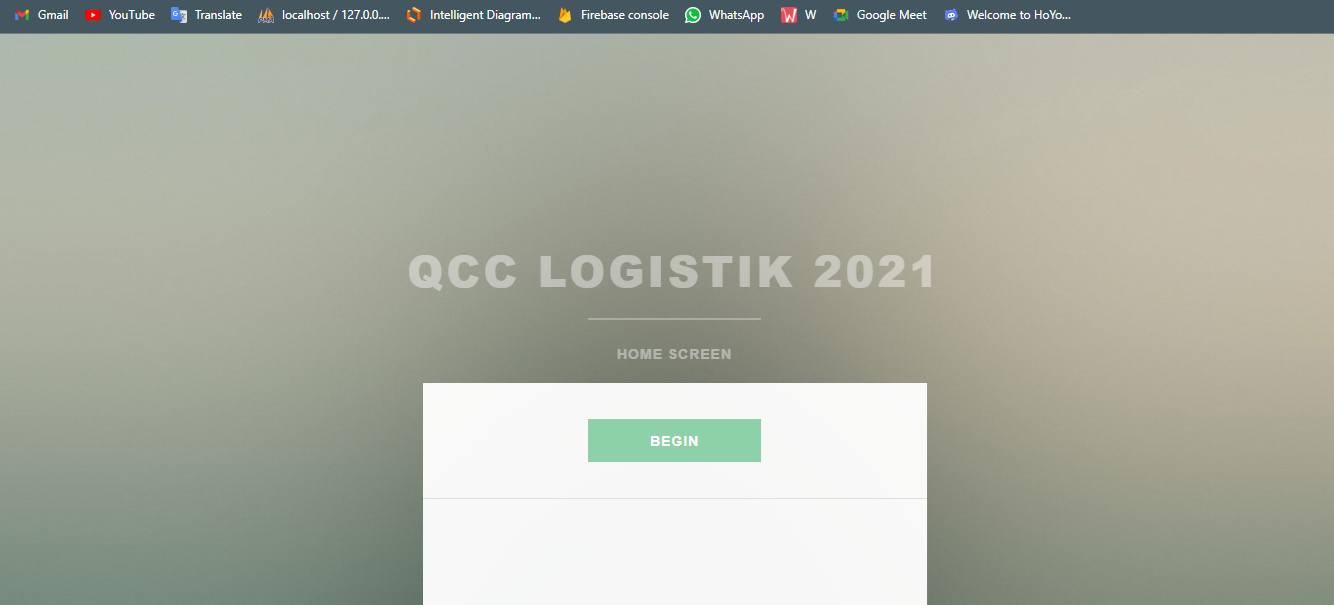 Gmail YouTube Translate localhost / 127.0.0.... Intelligent Diagram... Firebase console WhatsApp W Google Meet Welcome to HoYo...
QCC LOGISTIK 2021
HOME SCREEN
BEGIN